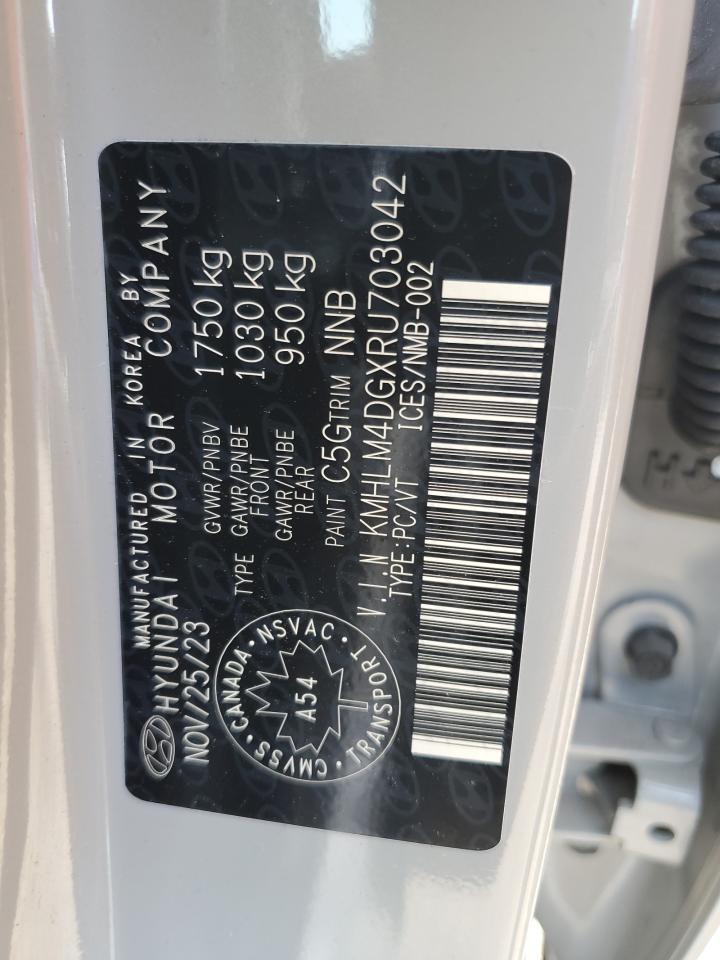 MANUFACTURED IN KOREA BY
HYUNDAI MOTOR COMPANY
NOV/25/23
GVWR/PNBV 1750 kg
TYPE GAWR/PNBE FRONT 1030 kg
GAWR/PNBE REAR 950 kg
PAINT C5G TRIM NNB
V.I.N KMHLM4DGXRU703042
TYPE:PC/VT ICES/NMB-002
CANADA · NSVAC · TRANSPORT · CMVSS ·
A54